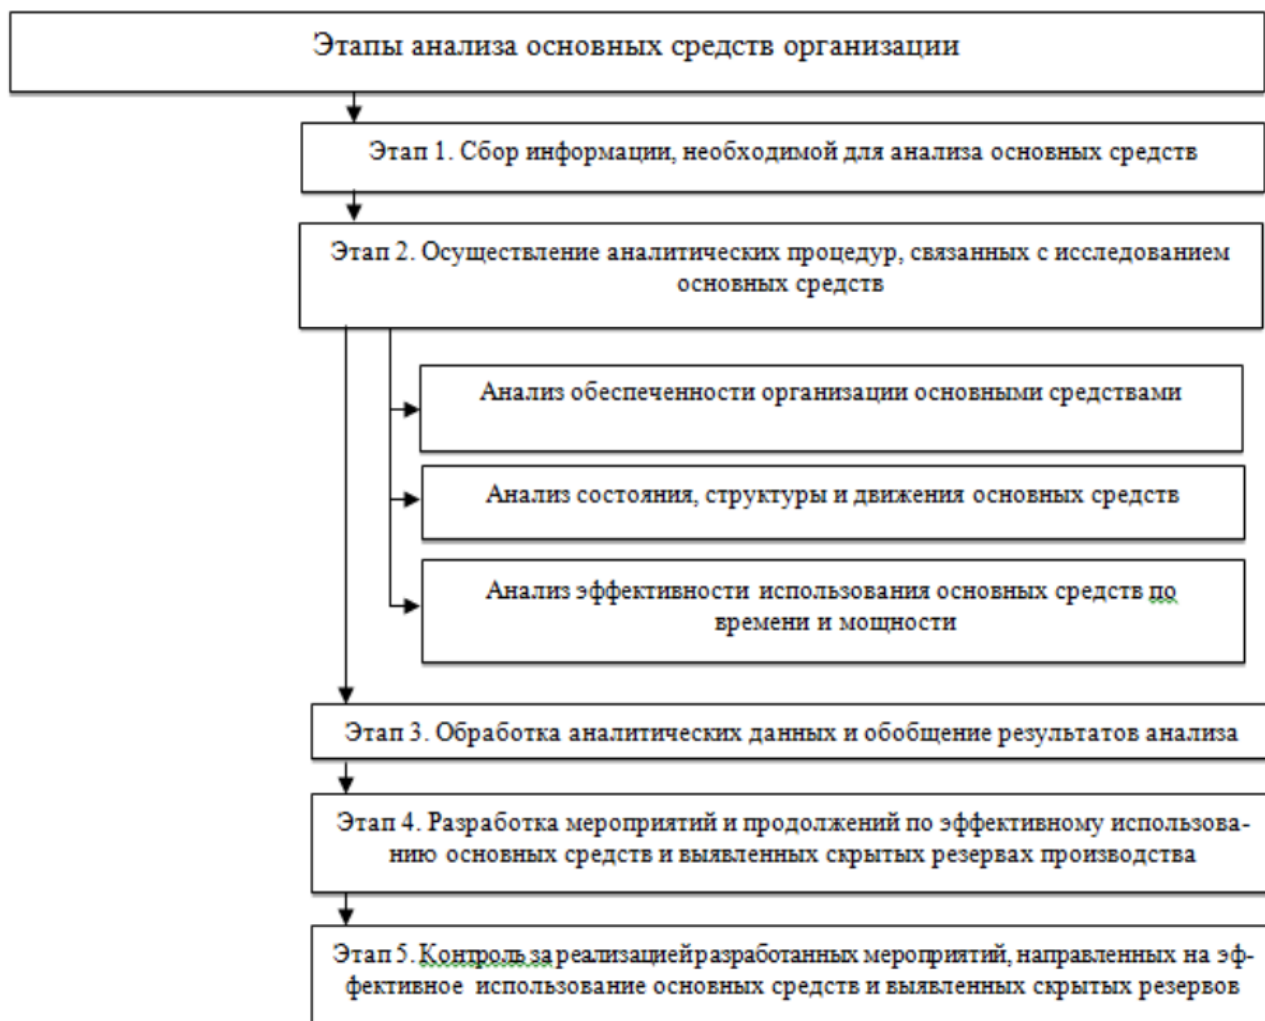 Этапы анализа основных средств организации
Этап 1. Сбор информации, необходимой для анализа основных средств
Этап 2. Осуществление аналитических процедур, связанных с исследованием
основных средств
Анализ обеспеченности организации основными средствами
Анализ состояния, структуры и движения основных средств
Анализ эффективности использования основных средств по
времени и мощности
Этап 3. Обработка аналитических данных и обобщение результатов анализа
Этап 4. Разработка мероприятий и продолжений по эффективному использова-
нию основных средств и выявленных скрытых резервах производства
Этап 5. Контроль за реализацией разработанных мероприятий, направленных на эф-
фективное использование основных средств и выявленных скрытых резервов